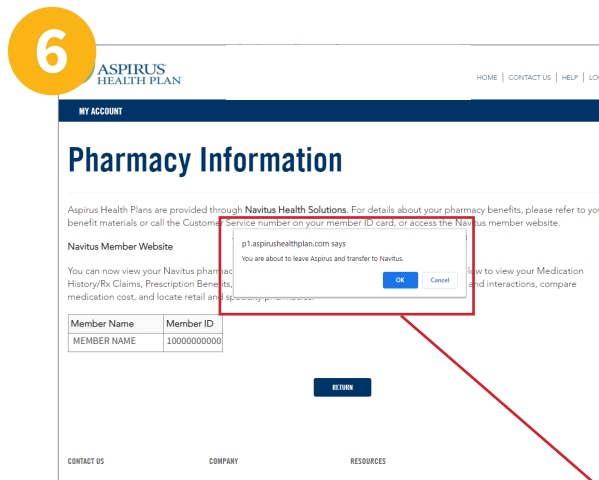 6
ASPIRUS
HEALTH PLAN
HOME | CONTACT US | HELP |
MY ACCOUNT
Pharmacy Information
Aspirus Health Plans are provided through Navitus Health Solutions. For details about your pharmacy benefits, please refer to
benefit materials or call the Customer Service number on your member ID card, or access the Navitus member website.
p1.aspirushealthplan.com says
Navitus Member Website
You are about to leave Aspirus and transfer to Navitus.
You can now view your Navitus to view your Medication
OK Cancel
History/Rx Claims, Prescription Benefits, and interactions, compare
medication cost, and locate retail and specialty pharmacies.
Member Name Member ID
MEMBER NAME 10000000000
RETURN
CONTACT US COMPANY RESOURCES